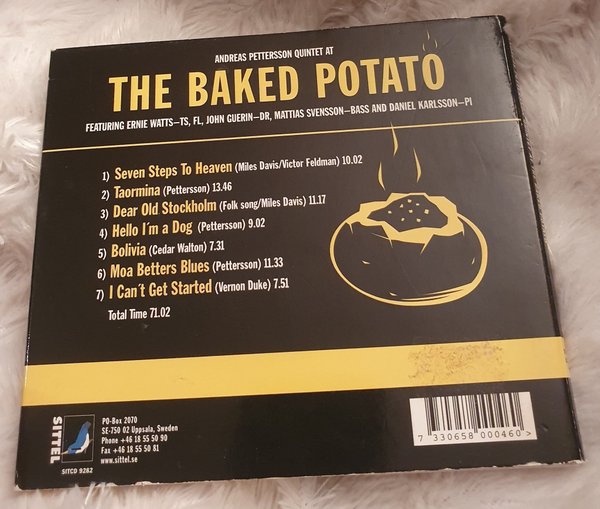 ANDREAS PETTERSSON QUINTET AT
THE BAKED POTATO
FEATURING ERNIE WATTS–TS, FL, JOHN GUERIN–DR, MATTIAS SVENSSON–BASS AND DANIEL KARLSSON–PI
1) Seven Steps To Heaven (Miles Davis/Victor Feldman) 10.02
2) Taormina (Pettersson) 13.46
3) Dear Old Stockholm (Folk song/Miles Davis) 11.17
4) Hello I´m a Dog (Pettersson) 9.02
5) Bolivia (Cedar Walton) 7.31
6) Moa Betters Blues (Pettersson) 11.33
7) I Can´t Get Started (Vernon Duke) 7.51
Total Time 71.02
SITTEL
SITCD 9282
PO-Box 2070
SE-750 02 Uppsala, Sweden
Phone +46 18 55 50 90
Fax +46 18 55 50 81
www.sittel.se
7 330658 000460 >